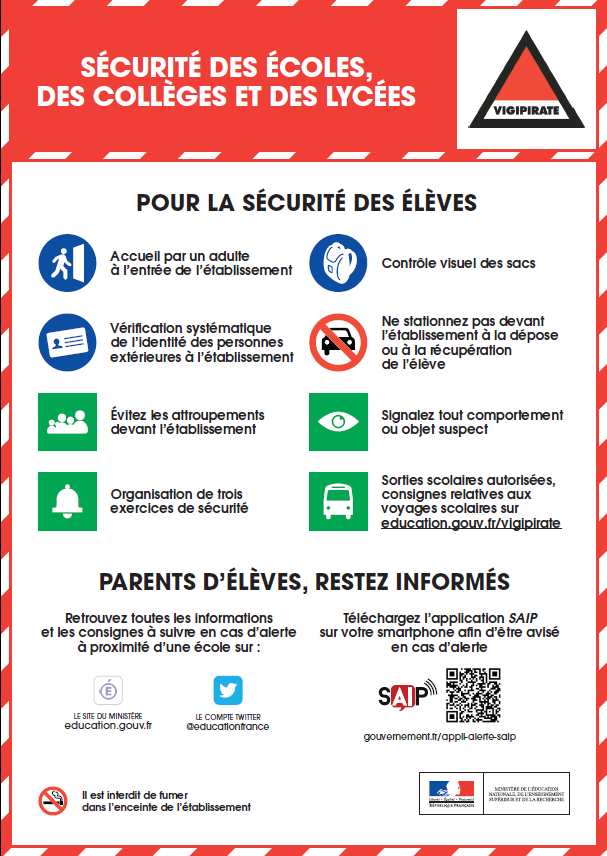 SÉCURITÉ DES ÉCOLES,
DES COLLÈGES ET DES LYCÉES
VIGIPIRATE
POUR LA SÉCURITÉ DES ÉLÈVES
Accueil par un adulte
à l’entrée de l’établissement
Contrôle visuel des sacs
Vérification systématique
de l’identité des personnes
extérieures à l’établissement
Ne stationnez pas devant
l’établissement à la dépose
ou à la récupération
de l’élève
Évitez les attroupements
devant l’établissement
Signalez tout comportement
ou objet suspect
Organisation de trois
exercices de sécurité
Sorties scolaires autorisées,
consignes relatives aux
voyages scolaires sur
education.gouv.fr/vigipirate
PARENTS D’ÉLÈVES, RESTEZ INFORMÉS
Retrouvez toutes les informations
et les consignes à suivre en cas d’alerte
à proximité d’une école sur :
É
LE SITE DU MINISTÈRE
education.gouv.fr
LE COMPTE TWITTER
@educationfrance
Téléchargez l’application SAIP
sur votre smartphone afin d’être avisé
en cas d’alerte
SAIP
gouvernement.fr/appli-alerte-saip
Il est interdit de fumer
dans l’enceinte de l’établissement
Liberté • Égalité • Fraternité
RÉPUBLIQUE FRANÇAISE
MINISTÈRE DE L’ÉDUCATION
NATIONALE, DE L’ENSEIGNEMENT
SUPÉRIEUR ET DE LA RECHERCHE